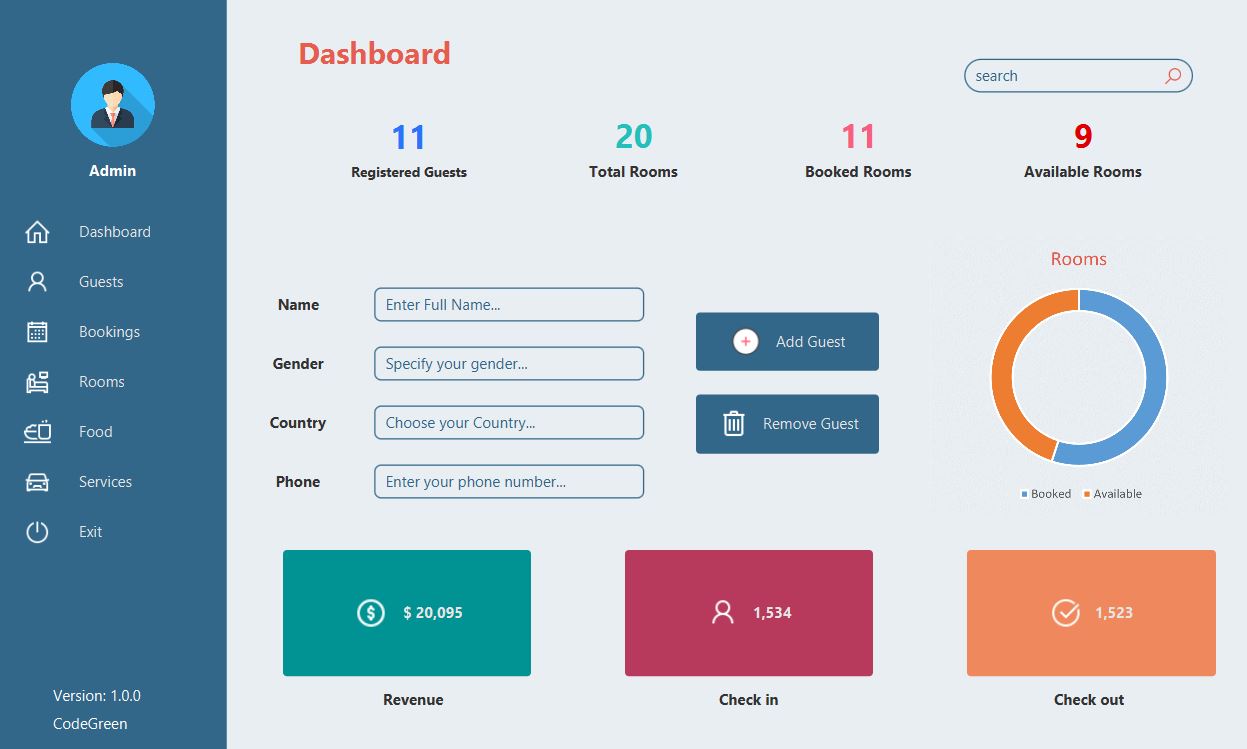 Admin
Dashboard
Guests
Bookings
Rooms
Food
Services
Exit
Version: 1.0.0
CodeGreen
Dashboard
search
11 20 11 9
Registered Guests Total Rooms Booked Rooms Available Rooms
Name Enter Full Name...
Gender Specify your gender...
Country Choose your Country...
Phone Enter your phone number...
Add Guest
Remove Guest
Rooms
Booked Available
$ 20,095 1,534 1,523
Revenue Check in Check out